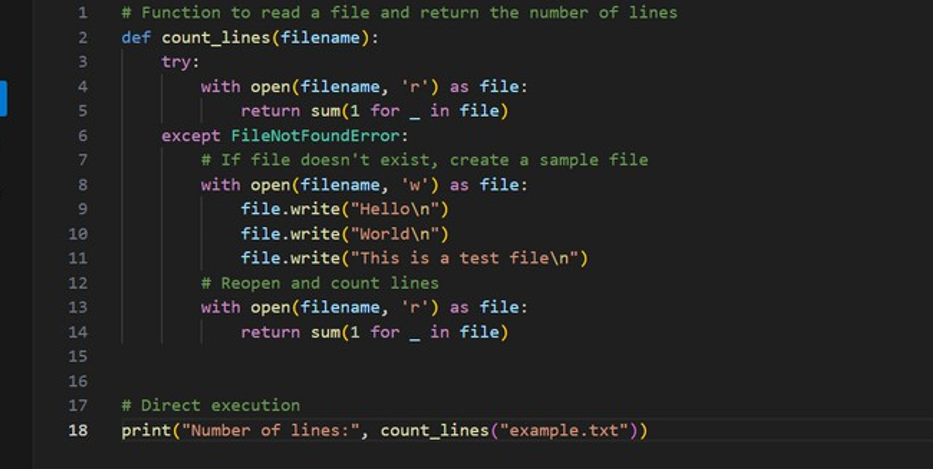 1 # Function to read a file and return the number of lines
2 def count_lines(filename):
3     try:
4         with open(filename, 'r') as file:
5             return sum(1 for _ in file)
6     except FileNotFoundError:
7         # If file doesn't exist, create a sample file
8         with open(filename, 'w') as file:
9             file.write("Hello\n")
10             file.write("World\n")
11             file.write("This is a test file\n")
12         # Reopen and count lines
13         with open(filename, 'r') as file:
14             return sum(1 for _ in file)
15
16
17 # Direct execution
18 print("Number of lines:", count_lines("example.txt"))